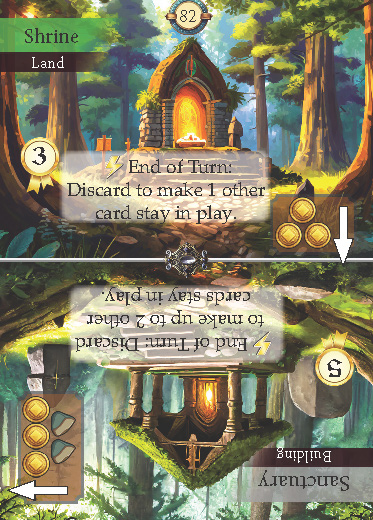 82
Shrine
Land
3
End of Turn:
Discard to make 1 other
card stay in play.
Sanctuary
Building
5
End of Turn: Discard
to make up to 2 other
cards stay in play.